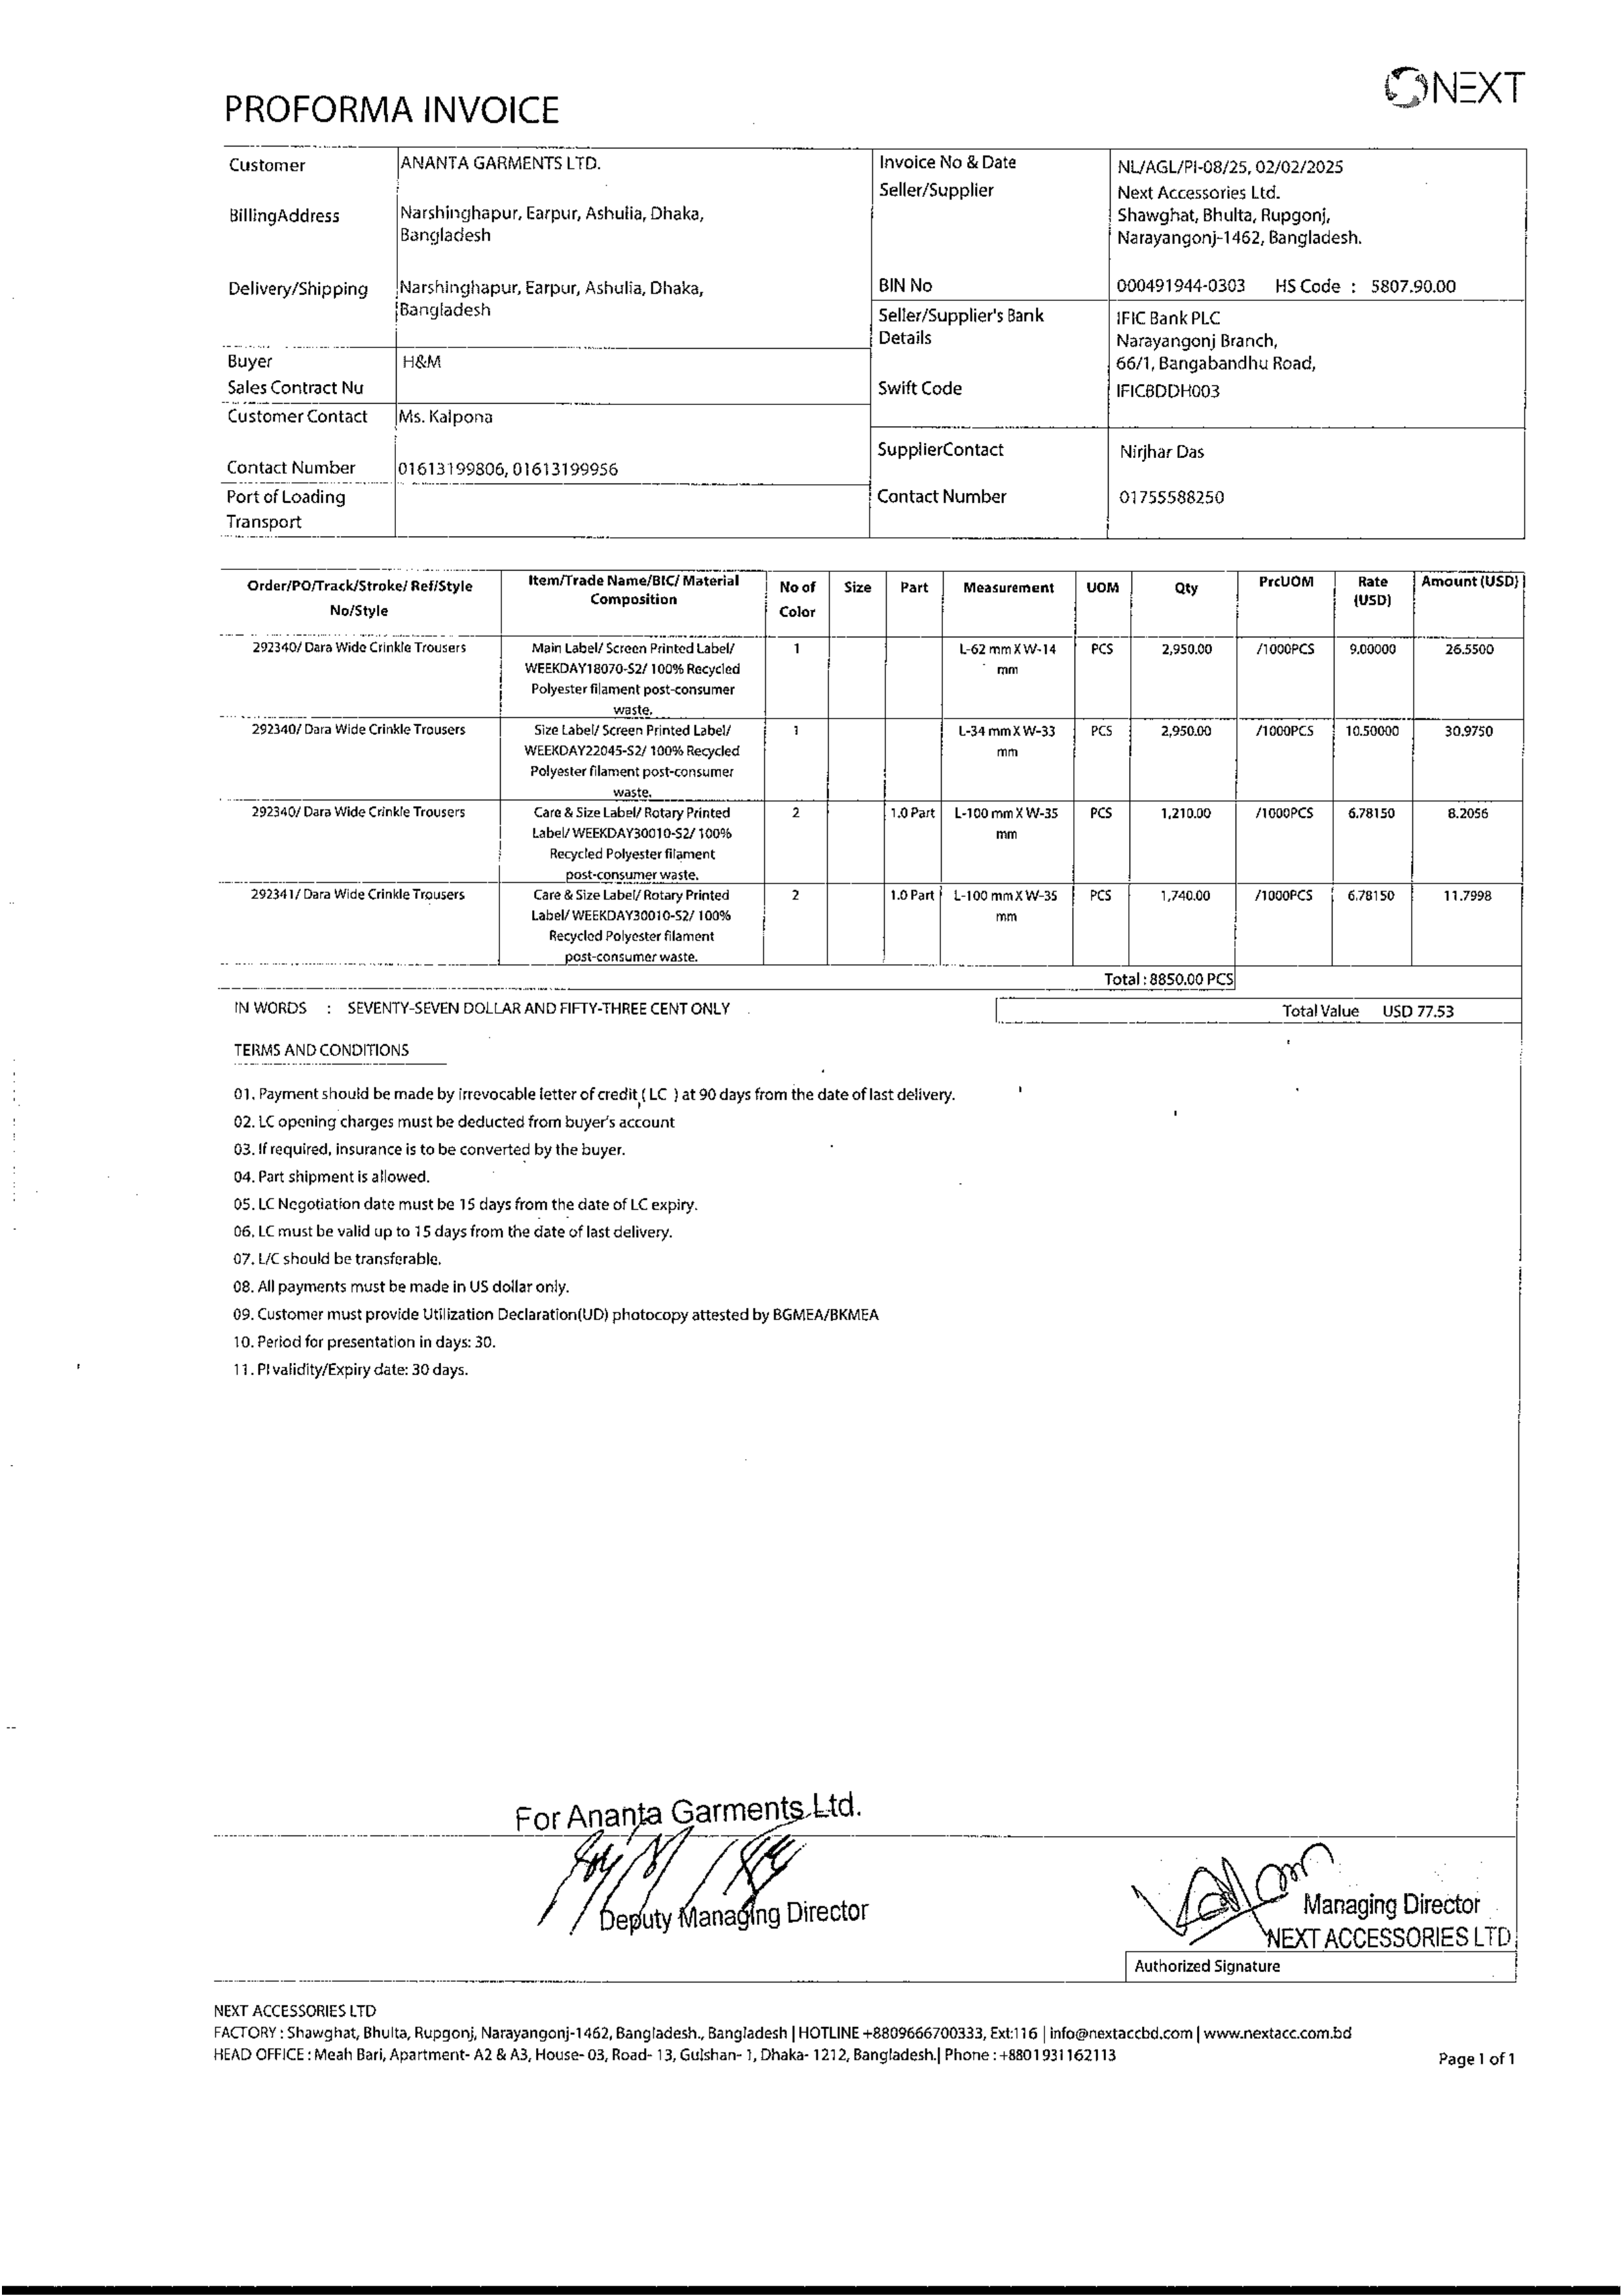 NEXT
PROFORMA INVOICE
Customer ANANTA GARMENTS LTD.
BillingAddress Narshinghapur, Earpur, Ashulia, Dhaka,
Bangladesh
Delivery/Shipping Narshinghapur, Earpur, Ashulia, Dhaka,
Bangladesh
Buyer H&M
Sales Contract Nu
Customer Contact Ms. Kalpona
Contact Number 01613199806, 01613199956
Port of Loading
Transport
Invoice No & Date NL/AGL/PI-08/25, 02/02/2025
Seller/Supplier Next Accessories Ltd.
Shawghat, Bhulta, Rupgonj,
Narayangonj-1462, Bangladesh.
BIN No 000491944-0303 HS Code : 5807.90.00
Seller/Supplier's Bank IFIC Bank PLC
Details Narayangonj Branch,
66/1, Bangabandhu Road,
Swift Code IFICBDDH003
SupplierContact Nirjhar Das
Contact Number 01755588250
Order/PO/Track/Stroke/ Ref/Style Item/Trade Name/BIC/ Material No of Size Part Measurement UOM Qty PrcUOM Rate Amount (USD)
No/Style Composition Color (USD)
292340/ Dara Wide Crinkle Trousers Main Label/ Screen Printed Label/ 1 L-62 mm X W-14 PCS 2,950.00 /1000PCS 9.00000 26.5500
WEEKDAY18070-S2/ 100% Recycled mm
Polyester filament post-consumer
waste.
292340/ Dara Wide Crinkle Trousers Size Label/ Screen Printed Label/ 1 L-34 mm X W-33 PCS 2,950.00 /1000PCS 10.50000 30.9750
WEEKDAY22045-S2/ 100% Recycled mm
Polyester filament post-consumer
waste.
292340/ Dara Wide Crinkle Trousers Care & Size Label/ Rotary Printed 2 1.0 Part L-100 mm X W-35 PCS 1,210.00 /1000PCS 6.78150 8.2056
Label/ WEEKDAY30010-S2/ 100% mm
Recycled Polyester filament
post-consumer waste.
292341/ Dara Wide Crinkle Trousers Care & Size Label/ Rotary Printed 2 1.0 Part L-100 mm X W-35 PCS 1,740.00 /1000PCS 6.78150 11.7998
Label/ WEEKDAY30010-S2/ 100% mm
Recycled Polyester filament
post-consumer waste.
Total : 8850.00 PCS
IN WORDS : SEVENTY-SEVEN DOLLAR AND FIFTY-THREE CENT ONLY Total Value USD 77.53
TERMS AND CONDITIONS
01. Payment should be made by irrevocable letter of credit ( LC ) at 90 days from the date of last delivery.
02. LC opening charges must be deducted from buyer's account
03. If required, insurance is to be converted by the buyer.
04. Part shipment is allowed.
05. LC Negotiation date must be 15 days from the date of LC expiry.
06. LC must be valid up to 15 days from the date of last delivery.
07. L/C should be transferable.
08. All payments must be made in US dollar only.
09. Customer must provide Utilization Declaration(UD) photocopy attested by BGMEA/BKMEA
10. Period for presentation in days: 30.
11. PI validity/Expiry date: 30 days.
For Ananta Garments Ltd.
Deputy Managing Director
Managing Director
NEXT ACCESSORIES LTD
Authorized Signature
NEXT ACCESSORIES LTD
FACTORY : Shawghat, Bhulta, Rupgonj, Narayangonj-1462, Bangladesh., Bangladesh | HOTLINE +8809666700333, Ext:116 | info@nextaccbd.com | www.nextacc.com.bd
HEAD OFFICE : Meah Bari, Apartment- A2 & A3, House- 03, Road- 13, Gulshan- 1, Dhaka- 1212, Bangladesh.| Phone : +8801931162113
Page 1 of 1